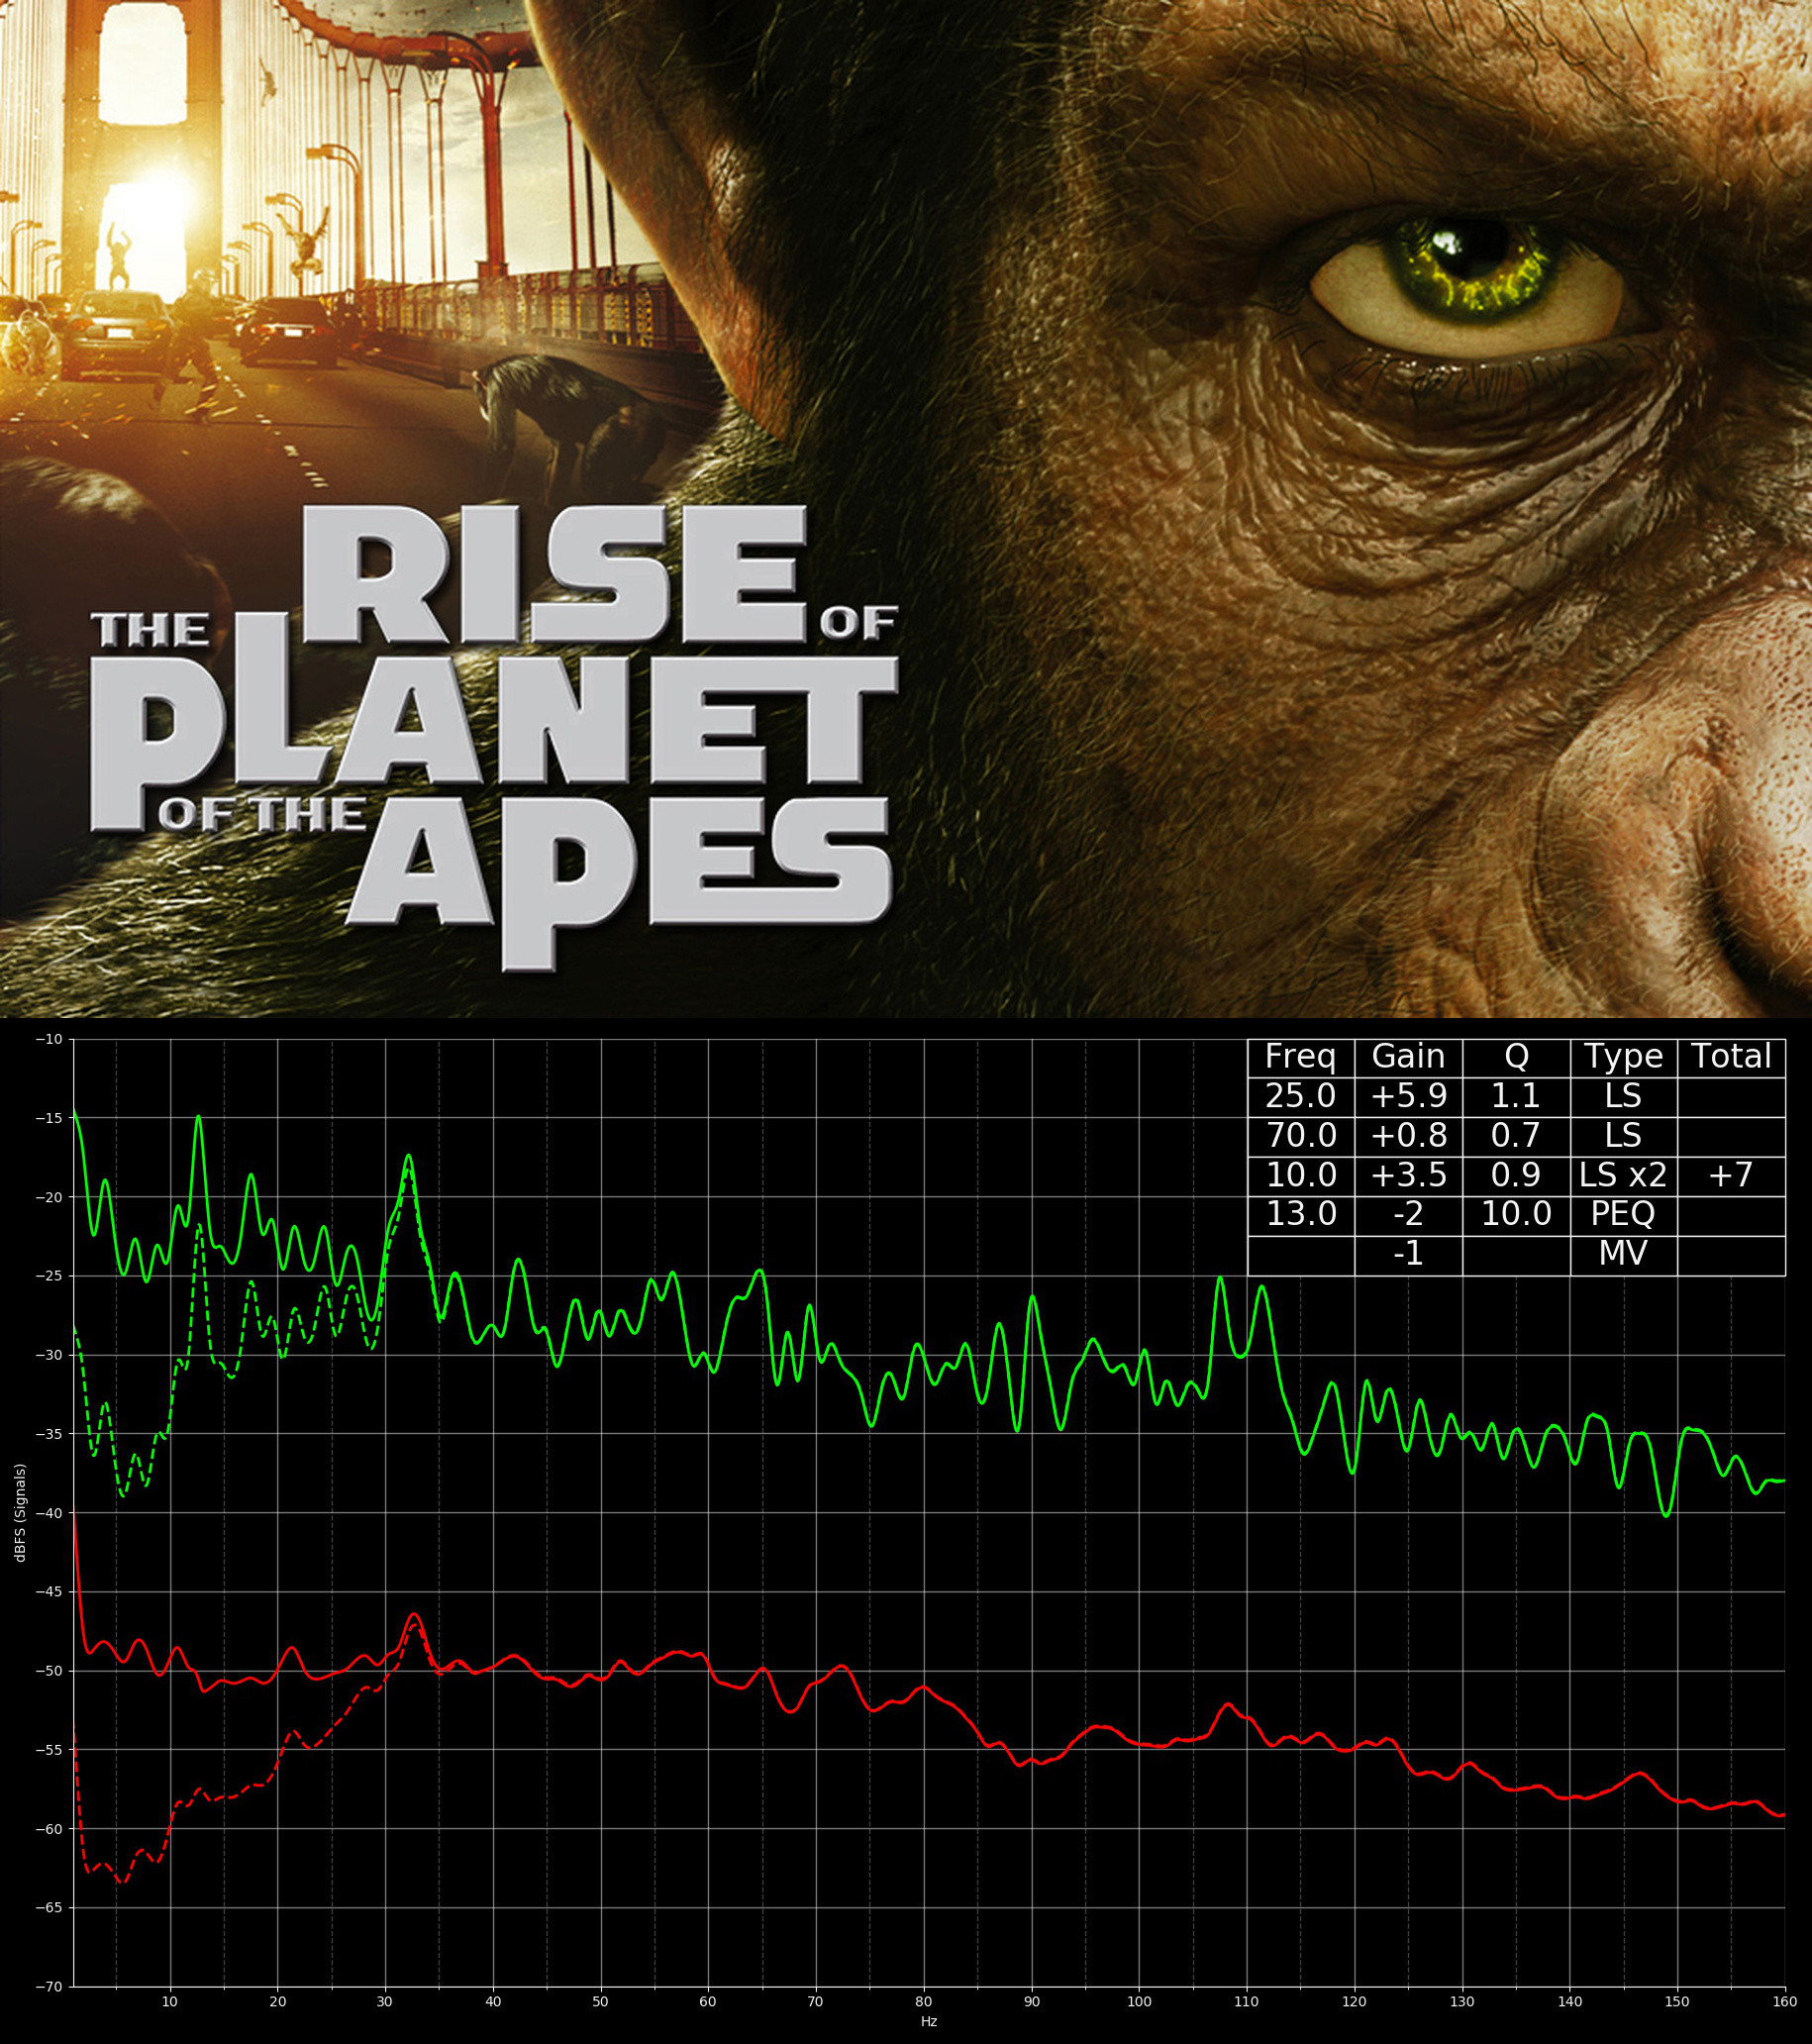 RISE
THE OF
PLANET
OF THE
APES
Freq Gain Q Type Total
25.0 +5.9 1.1 LS
70.0 +0.8 0.7 LS
10.0 +3.5 0.9 LS x2 +7
13.0 -2 10.0 PEQ
-1 MV
−10
−15
−20
−25
−30
−35
−40
−45
−50
−55
−60
−65
−70
dBFS (Signals)
10 20 30 40 50 60 70 80 90 100 110 120 130 140 150 160
Hz